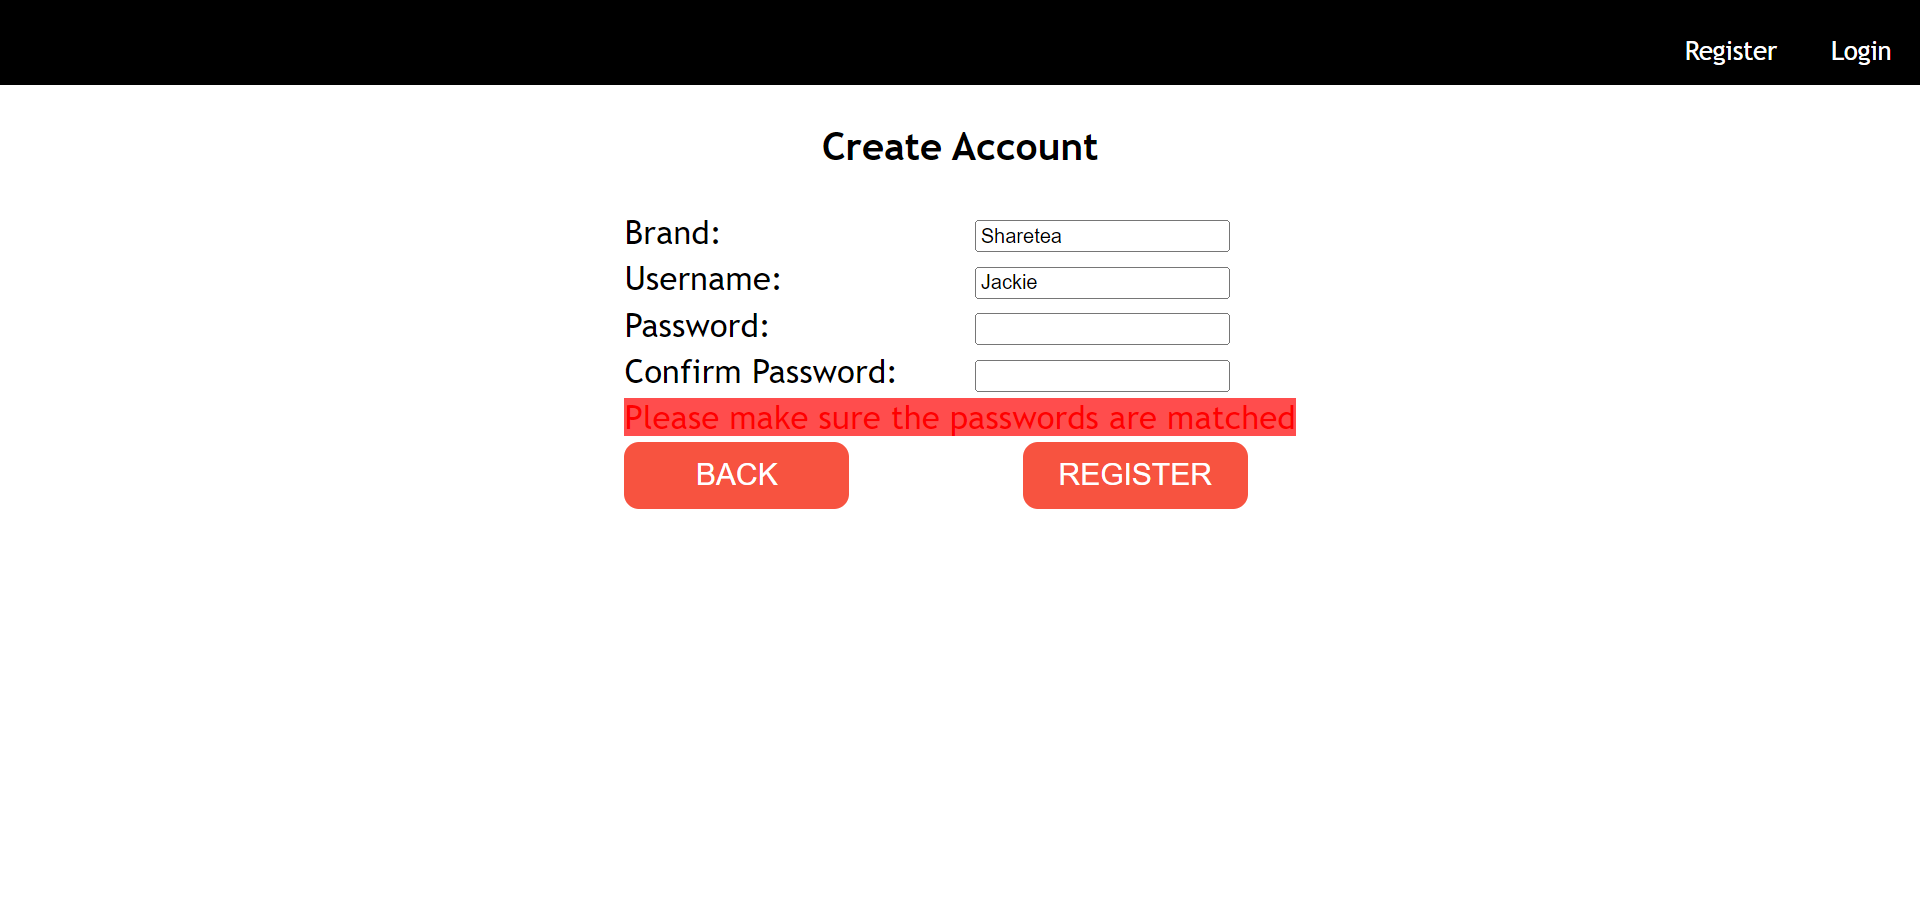 Register Login
Create Account
Brand: Sharetea
Username: Jackie
Password:
Confirm Password:
Please make sure the passwords are matched
BACK REGISTER